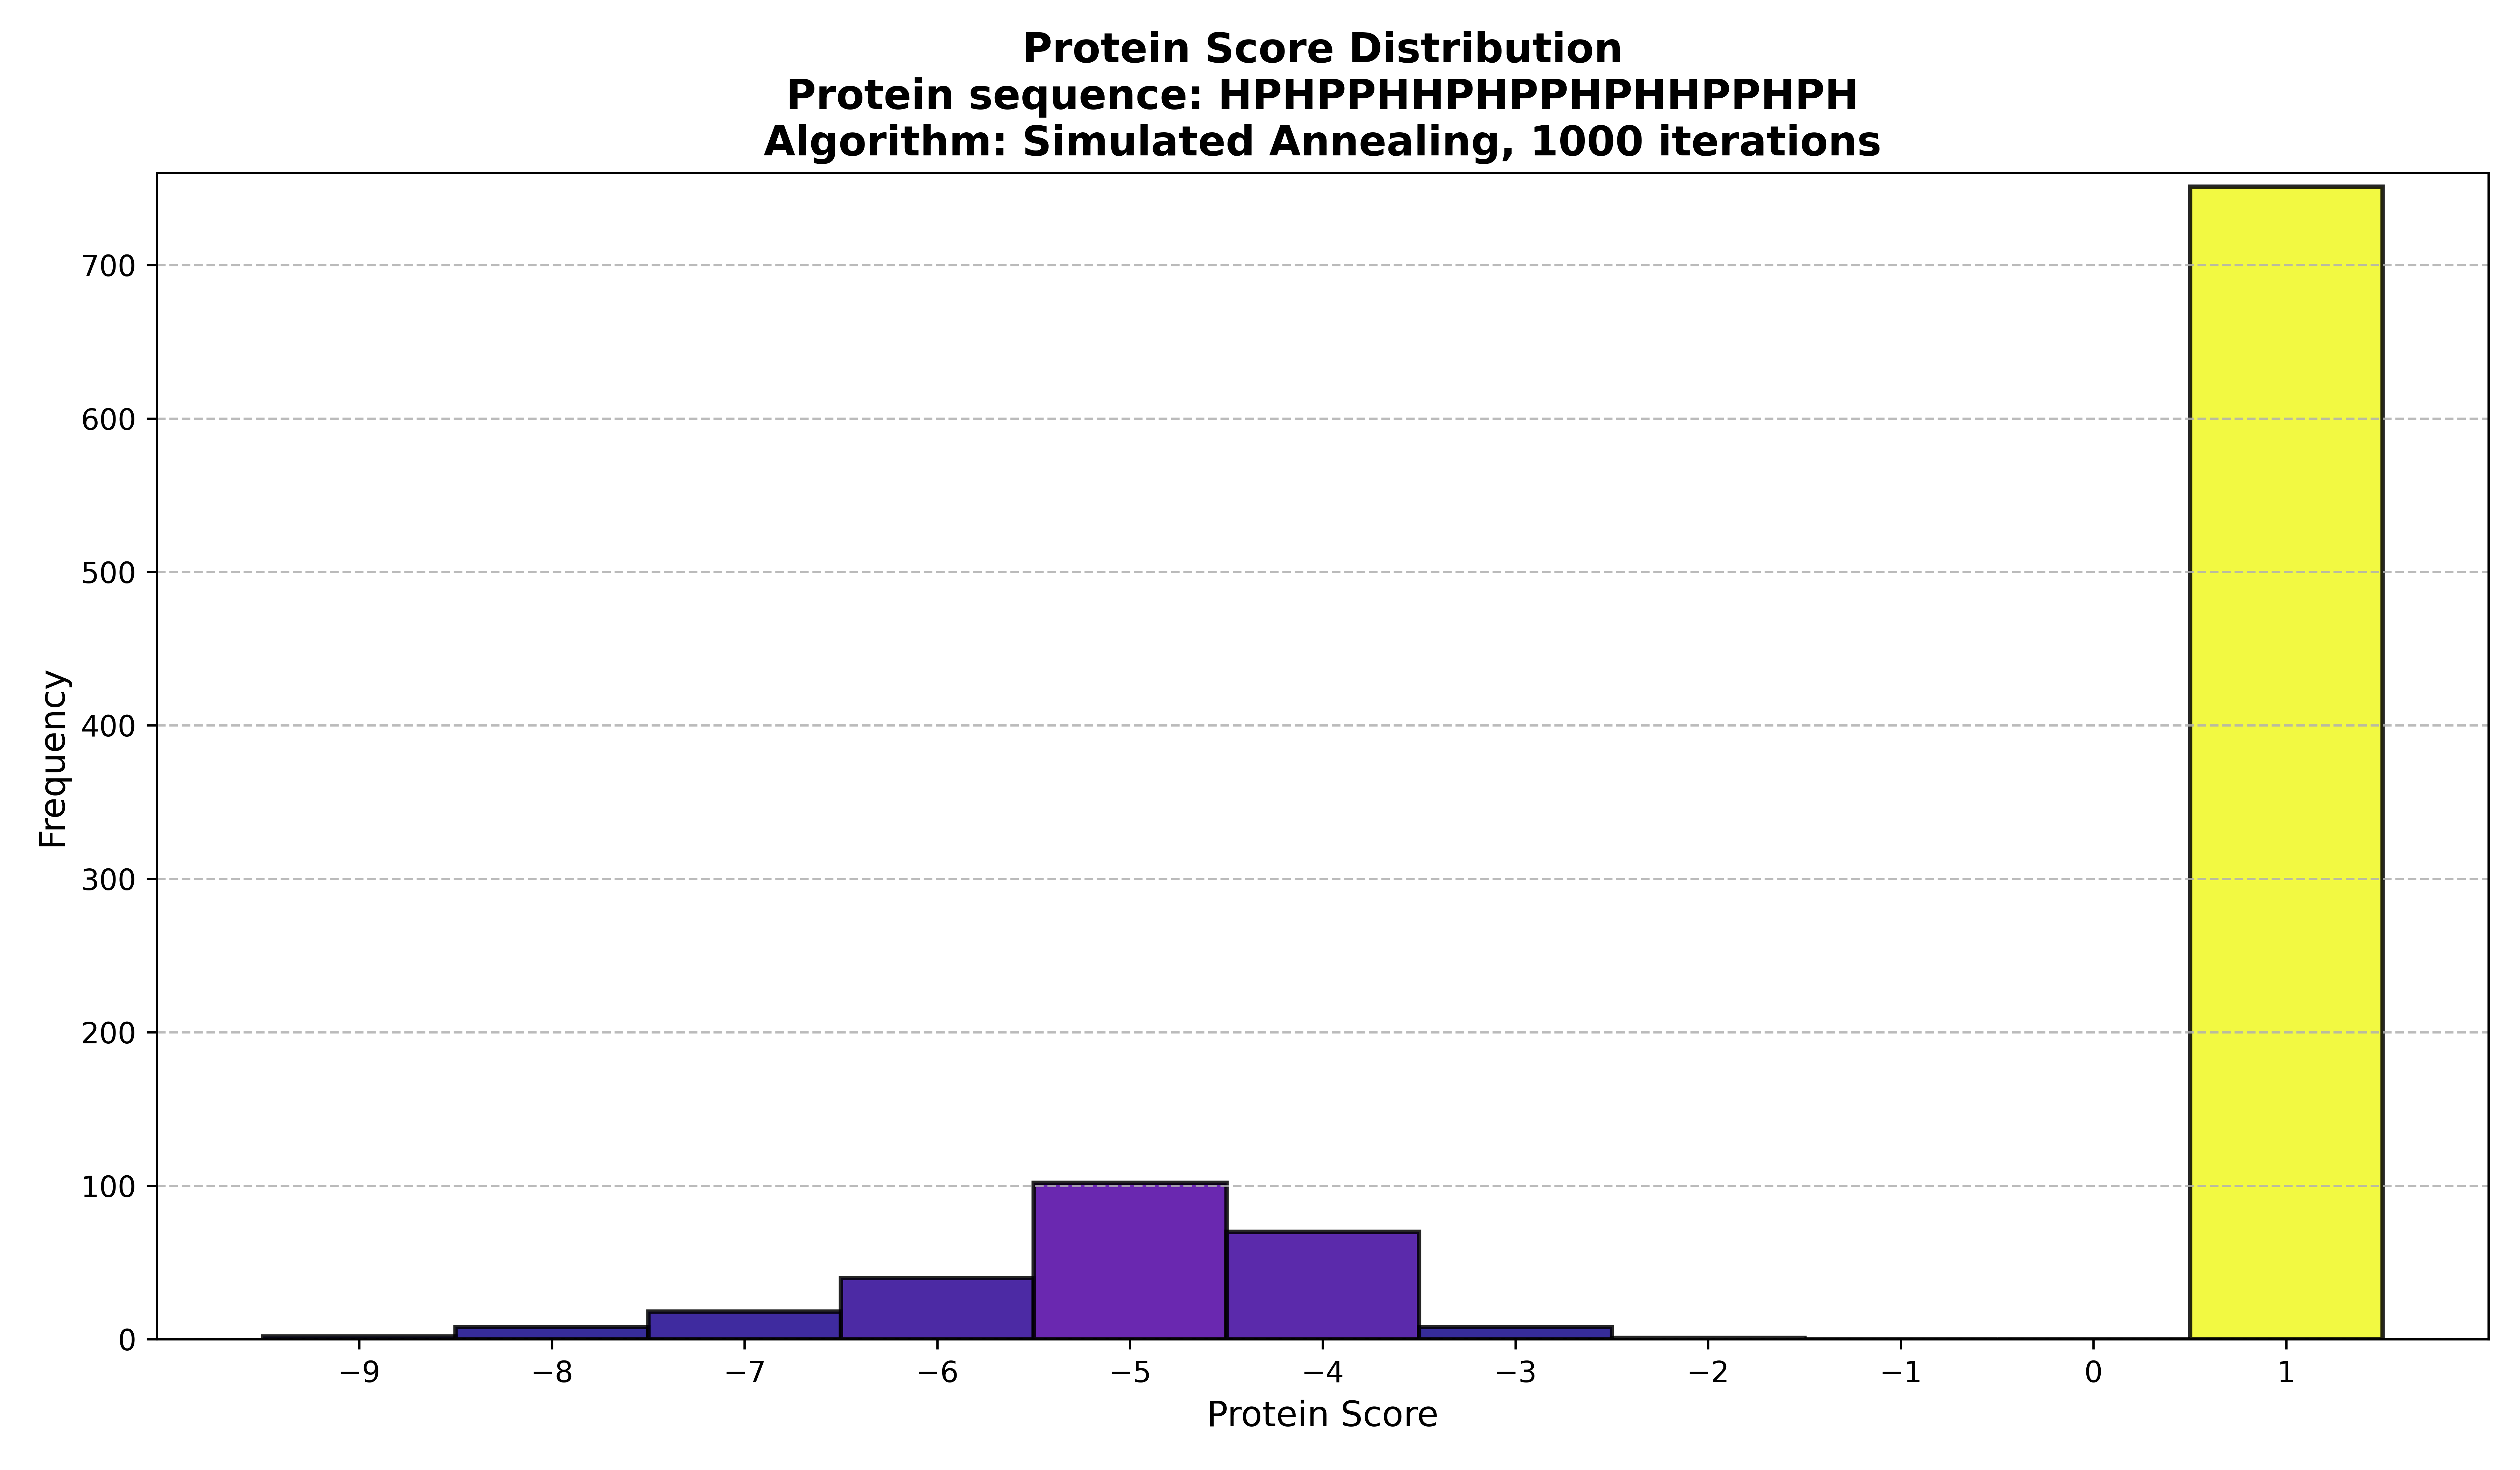 Protein Score Distribution
Protein sequence: HPHPPHHPHPPHPHHPPHPH
Algorithm: Simulated Annealing, 1000 iterations
Frequency
700
600
500
400
300
200
100
0
−9 −8 −7 −6 −5 −4 −3 −2 −1 0 1
Protein Score